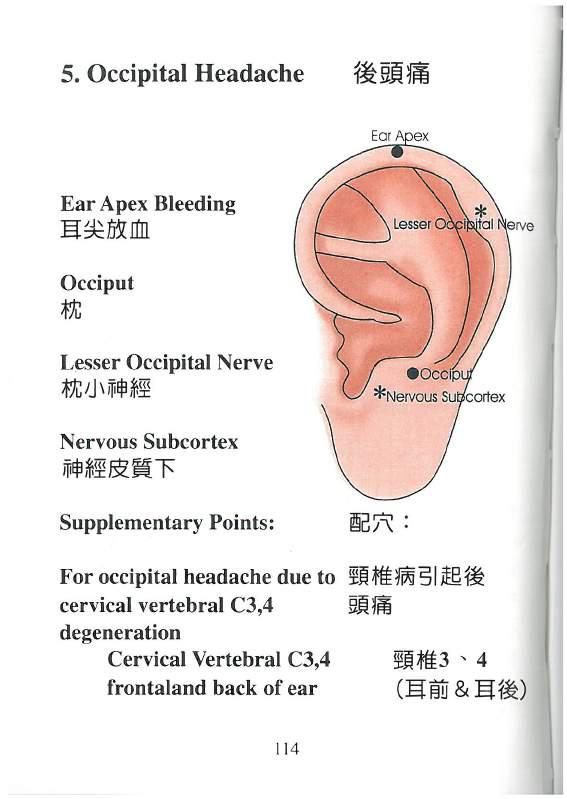 5. Occipital Headache 後頭痛
Ear Apex
Ear Apex Bleeding
耳尖放血
Lesser Occipital Nerve
Occiput
枕
Lesser Occipital Nerve
枕小神經
Occiput
Nervous Subcortex
Nervous Subcortex
神經皮質下
Supplementary Points: 配穴：
For occipital headache due to 頸椎病引起後
cervical vertebral C3,4 頭痛
degeneration
Cervical Vertebral C3,4 頸椎3、4
frontaland back of ear （耳前＆耳後）
114